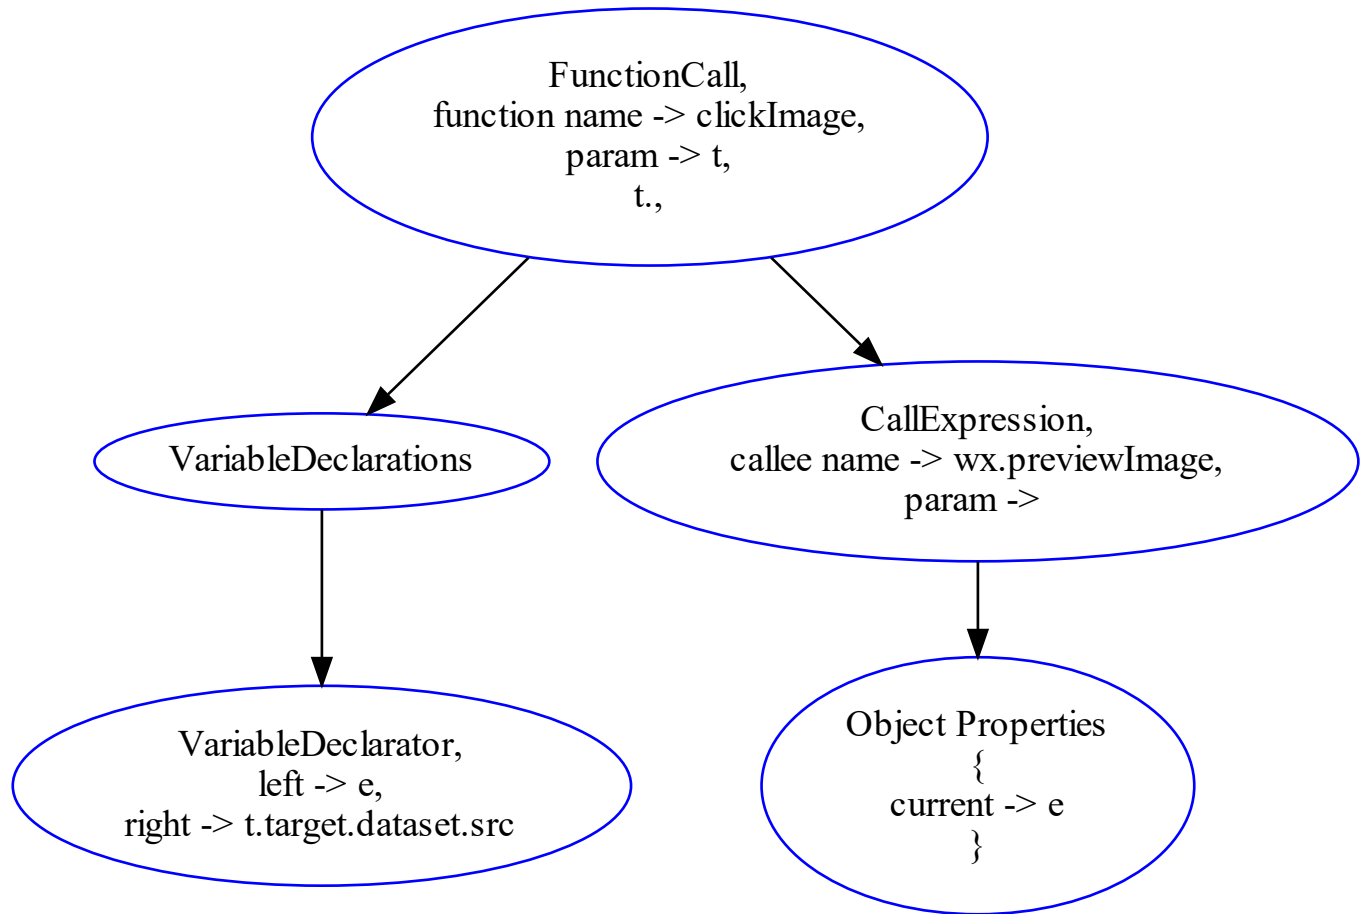 FunctionCall,
function name -> clickImage,
param -> t,
t.,
VariableDeclarations
CallExpression,
callee name -> wx.previewImage,
param ->
VariableDeclarator,
left -> e,
right -> t.target.dataset.src
Object Properties
{
current -> e
}